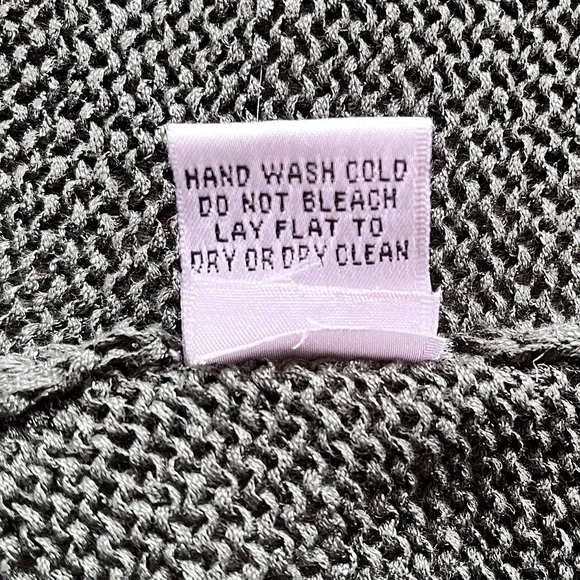 HAND WASH COLD
DO NOT BLEACH
LAY FLAT TO
DRY OR DRY CLEAN